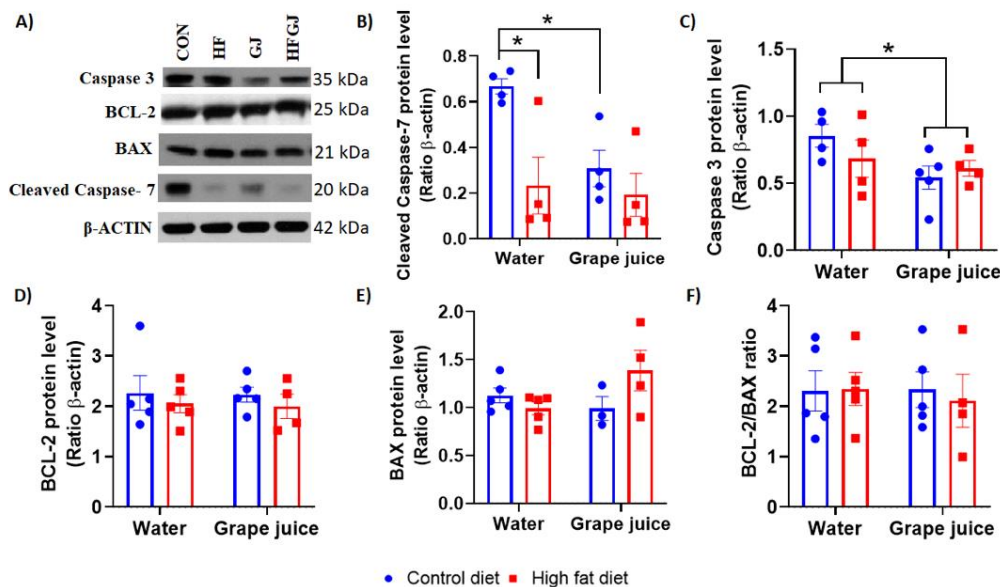 A)
CON
HF
GJ
HFGJ
Caspase 3
35 kDa
BCL-2
25 kDa
BAX
21 kDa
Cleaved Caspase- 7
20 kDa
β-ACTIN
42 kDa
B)
Cleaved Caspase-7 protein level
(Ratio β-actin)
0.8
0.6
0.4
0.2
0.0
*
*
Water
Grape juice
C)
Caspase 3 protein level
(Ratio β-actin)
1.5
1.0
0.5
0.0
*
Water
Grape juice
D)
BCL-2 protein level
(Ratio β-actin)
4
3
2
1
0
Water
Grape juice
E)
BAX protein level
(Ratio β-actin)
2.0
1.5
1.0
0.5
0.0
Water
Grape juice
F)
BCL-2/BAX ratio
4
3
2
1
0
Water
Grape juice
Control diet
High fat diet